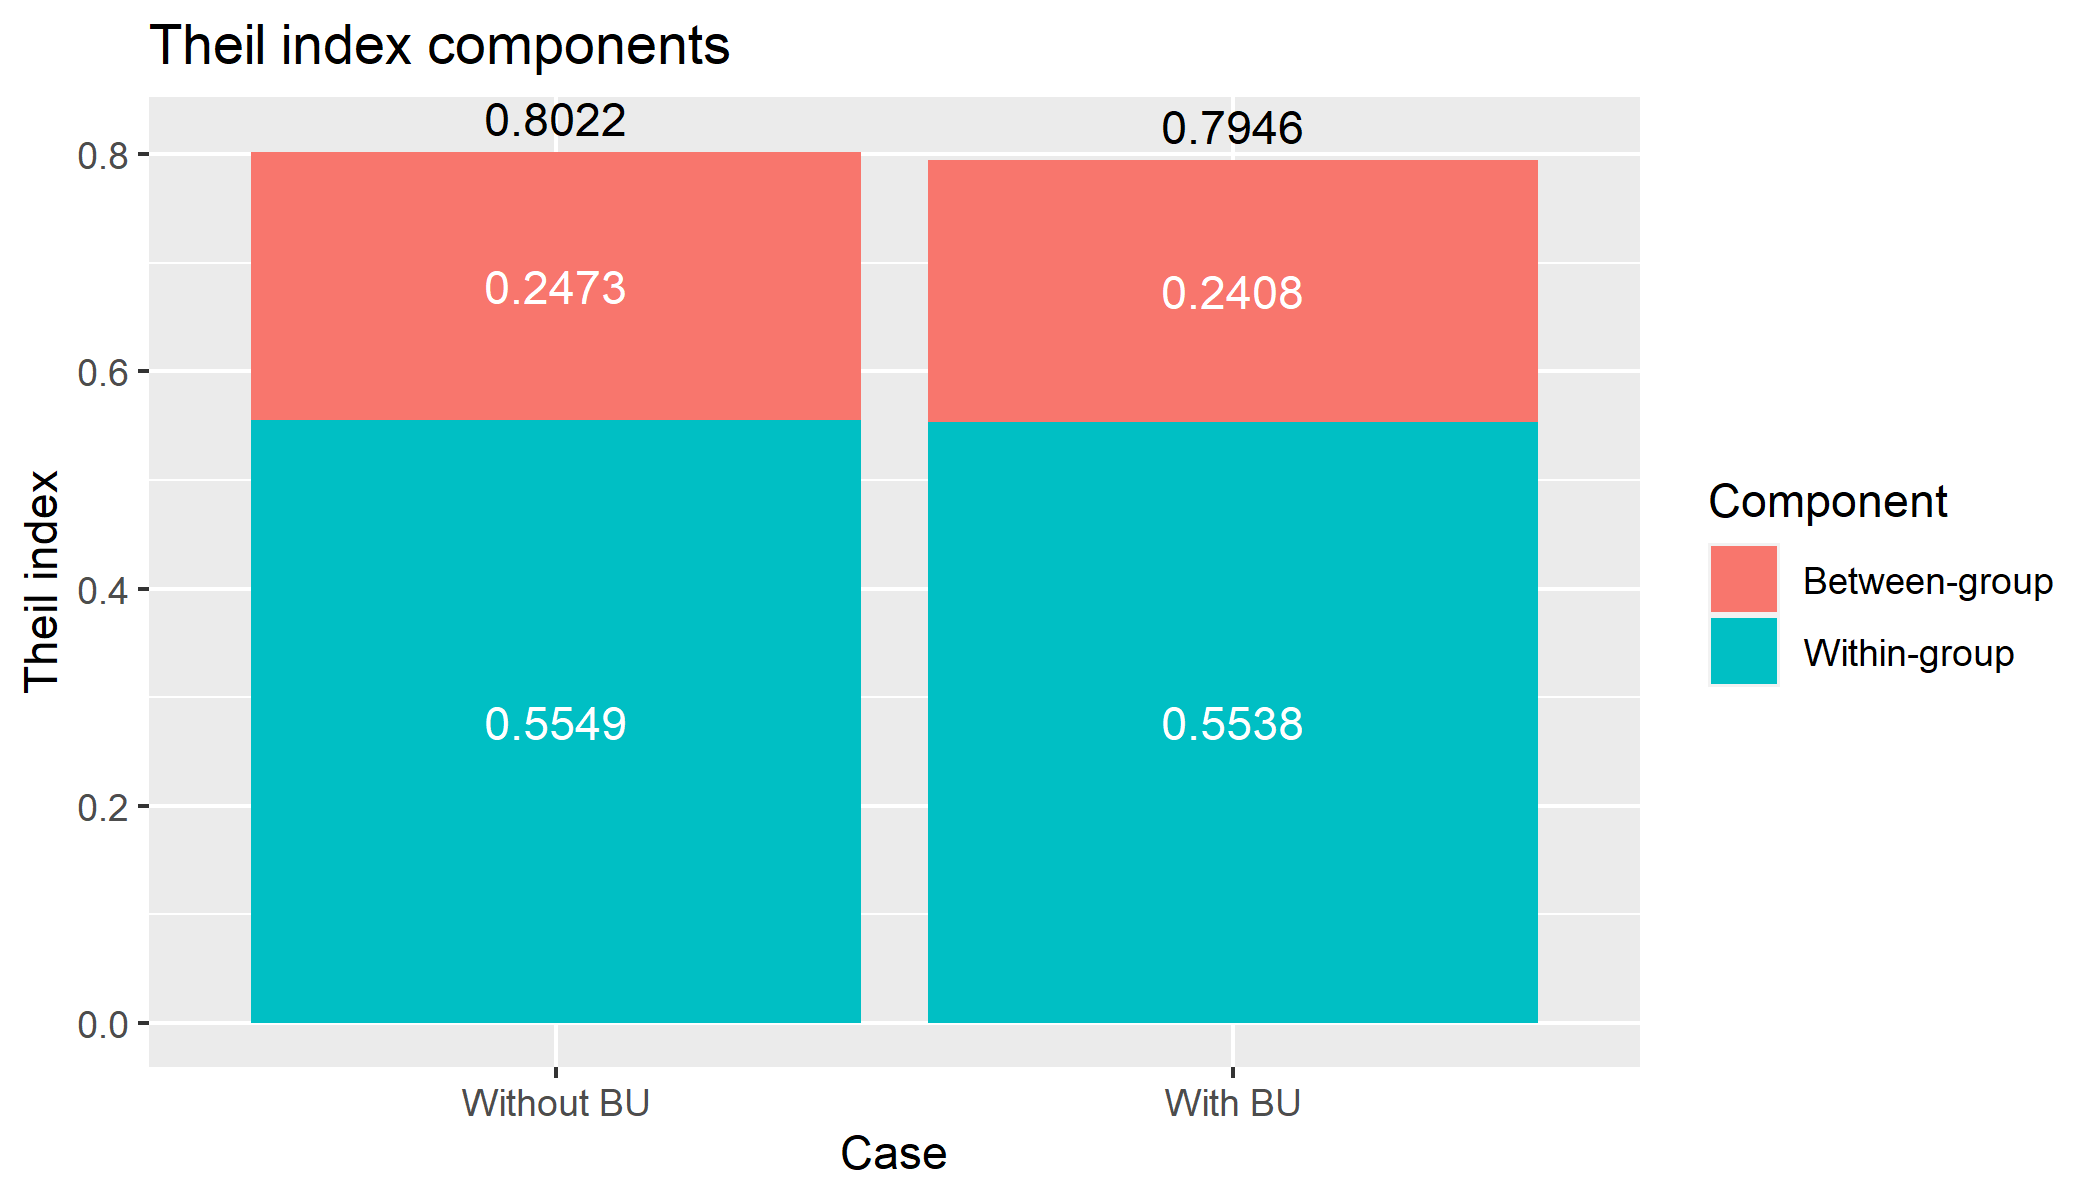 Theil index components
0.8022
0.7946
0.8
0.2473
0.2408
0.6
Theil index
0.4
0.5549
0.5538
0.2
0.0
Without BU
With BU
Case
Component
Between-group
Within-group